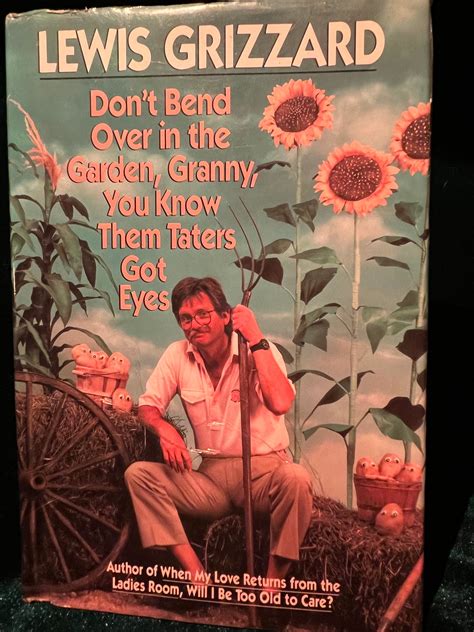 LEWIS GRIZZARD
Don't Bend
Over in the
Garden, Granny,
You Know
Them Taters
Got
Eyes
Author of When My Love Returns from the
Ladies Room, Will I Be Too Old to Care?